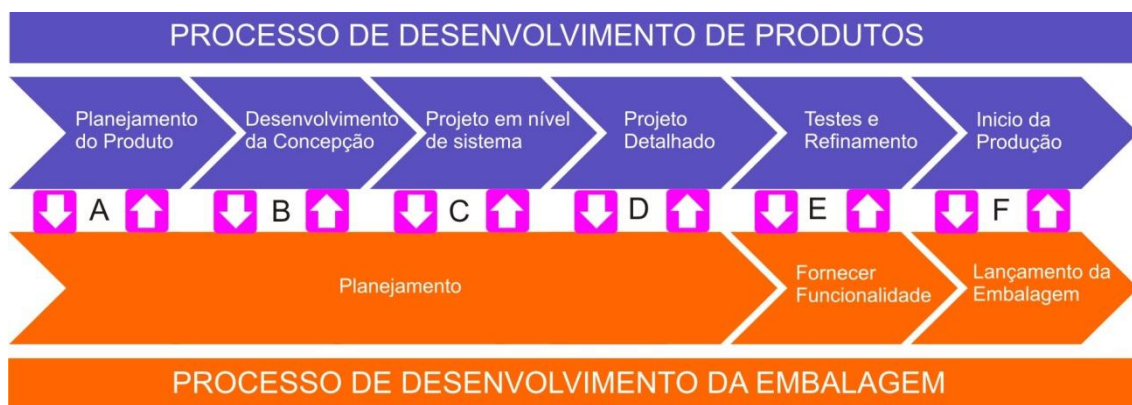 PROCESSO DE DESENVOLVIMENTO DE PRODUTOS
Planejamento
do Produto
Desenvolvimento
da Concepção
Projeto em nível
de sistema
Projeto
Detalhado
Testes e
Refinamento
Inicio da
Produção
A
B
C
D
E
F
Planejamento
Fornecer
Funcionalidade
Lançamento da
Embalagem
PROCESSO DE DESENVOLVIMENTO DA EMBALAGEM